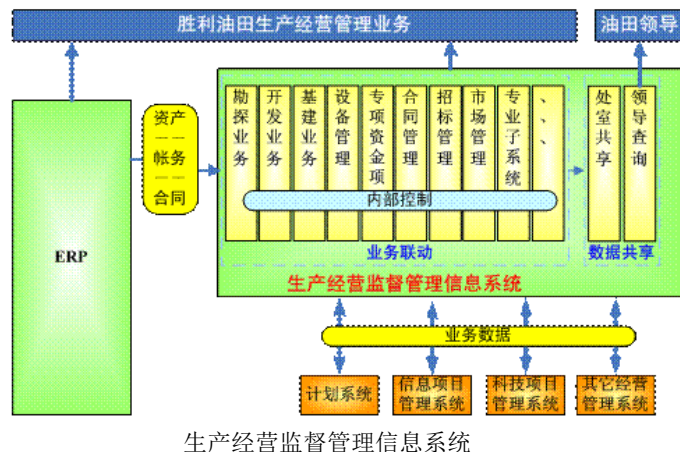 胜利油田生产经营管理业务
油田领导
ERP
资产
帐务
合同
勘探业务
开发业务
基建业务
设备管理
专项资金项
合同管理
招标管理
市场管理
专业子系统
、、、
处室共享
领导查询
内部控制
业务联动
数据共享
生产经营监督管理信息系统
业务数据
计划系统
信息项目
管理系统
科技项目
管理系统
其它经营
管理系统
生产经营监督管理信息系统